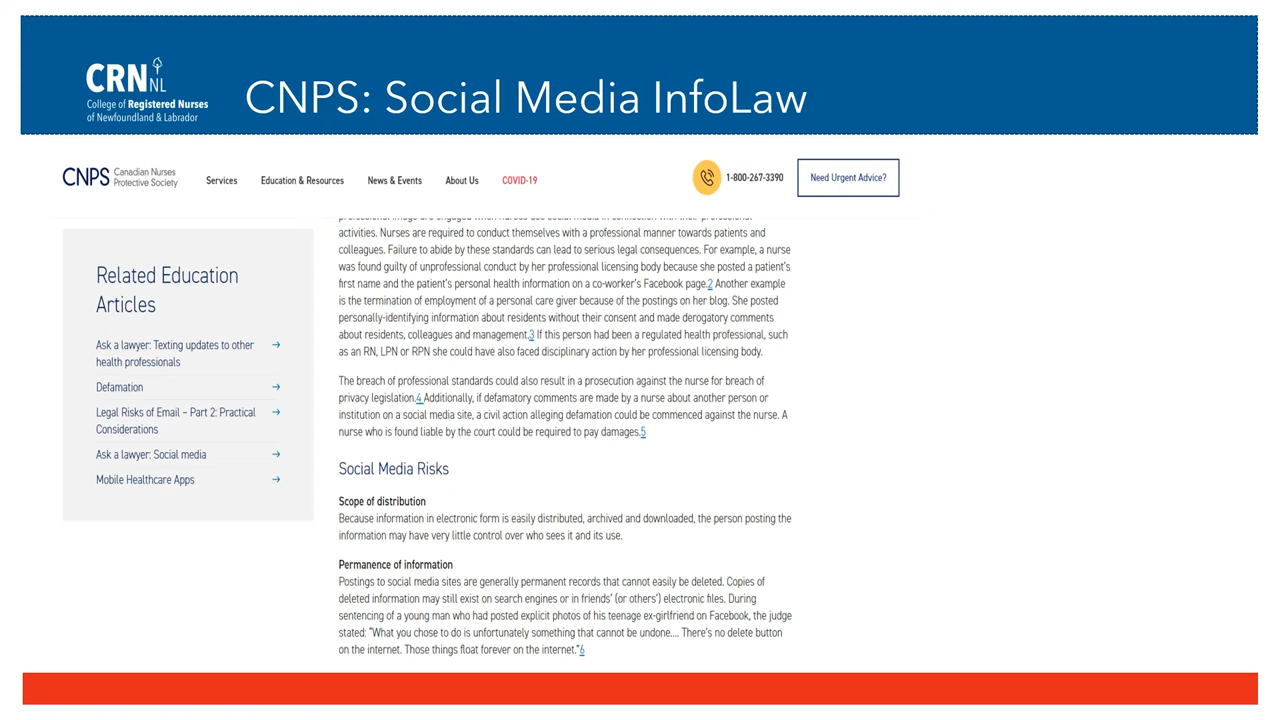 CRN NL
College of Registered Nurses
of Newfoundland & Labrador
CNPS: Social Media InfoLaw
CNPS Canadian Nurses
Protective Society
Services
Education & Resources
News & Events
About Us
COVID-19
1-800-267-3390
Need Urgent Advice?
Related Education
Articles
Ask a lawyer: Texting updates to other
health professionals
Defamation
Legal Risks of Email – Part 2: Practical
Considerations
Ask a lawyer: Social media
Mobile Healthcare Apps
professional image are engaged when nurses use social media in connection with their professional
activities. Nurses are required to conduct themselves with a professional manner towards patients and
colleagues. Failure to abide by these standards can lead to serious legal consequences. For example, a nurse
was found guilty of unprofessional conduct by her professional licensing body because she posted a patient's
first name and the patient's personal health information on a co-worker's Facebook page.2 Another example
is the termination of employment of a personal care giver because of the postings on her blog. She posted
personally-identifying information about residents without their consent and made derogatory comments
about residents, colleagues and management.3 If this person had been a regulated health professional, such
as an RN, LPN or RPN she could have also faced disciplinary action by her professional licensing body.
The breach of professional standards could also result in a prosecution against the nurse for breach of
privacy legislation.4 Additionally, if defamatory comments are made by a nurse about another person or
institution on a social media site, a civil action alleging defamation could be commenced against the nurse. A
nurse who is found liable by the court could be required to pay damages.5
Social Media Risks
Scope of distribution
Because information in electronic form is easily distributed, archived and downloaded, the person posting the
information may have very little control over who sees it and its use.
Permanence of information
Postings to social media sites are generally permanent records that cannot easily be deleted. Copies of
deleted information may still exist on search engines or in friends' (or others') electronic files. During
sentencing of a young man who had posted explicit photos of his teenage ex-girlfriend on Facebook, the judge
stated: "What you chose to do is unfortunately something that cannot be undone.... There's no delete button
on the internet. Those things float forever on the internet."6